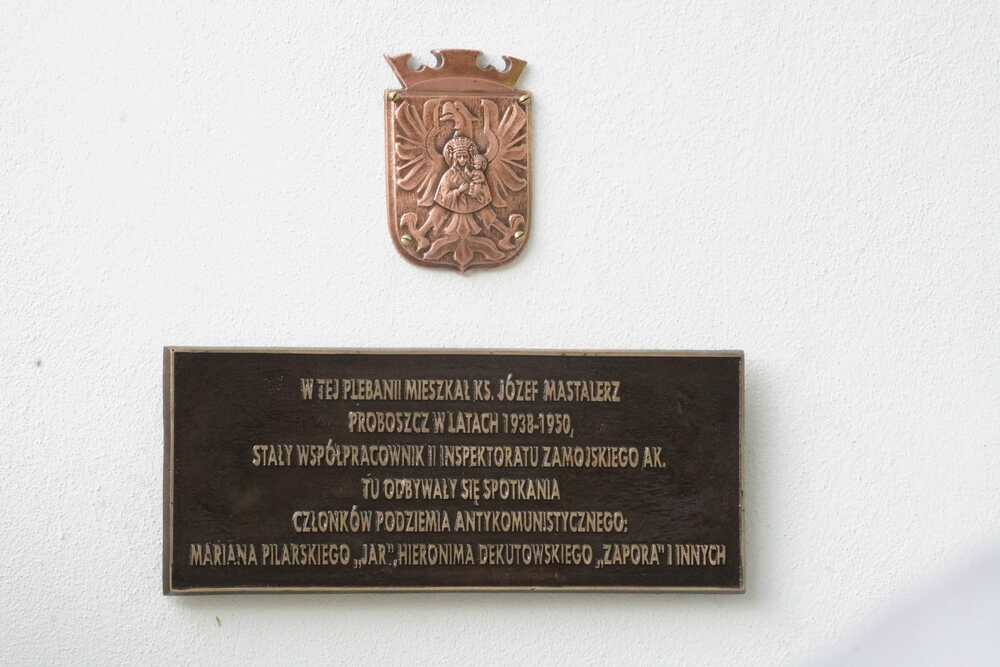 W TEJ PLEBANII MIESZKAŁ KS. JÓZEF MASTALERZ
PROBOSZCZ W LATACH 1938-1950,
STAŁY WSPÓŁPRACOWNIK II INSPEKTORATU ZAMOJSKIEGO AK.
TU ODBYWAŁY SIĘ SPOTKANIA
CZŁONKÓW PODZIEMIA ANTYKOMUNISTYCZNEGO:
MARIANA PILARSKIEGO „JAR”,HIERONIMA DEKUTOWSKIEGO „ZAPORA” I INNYCH